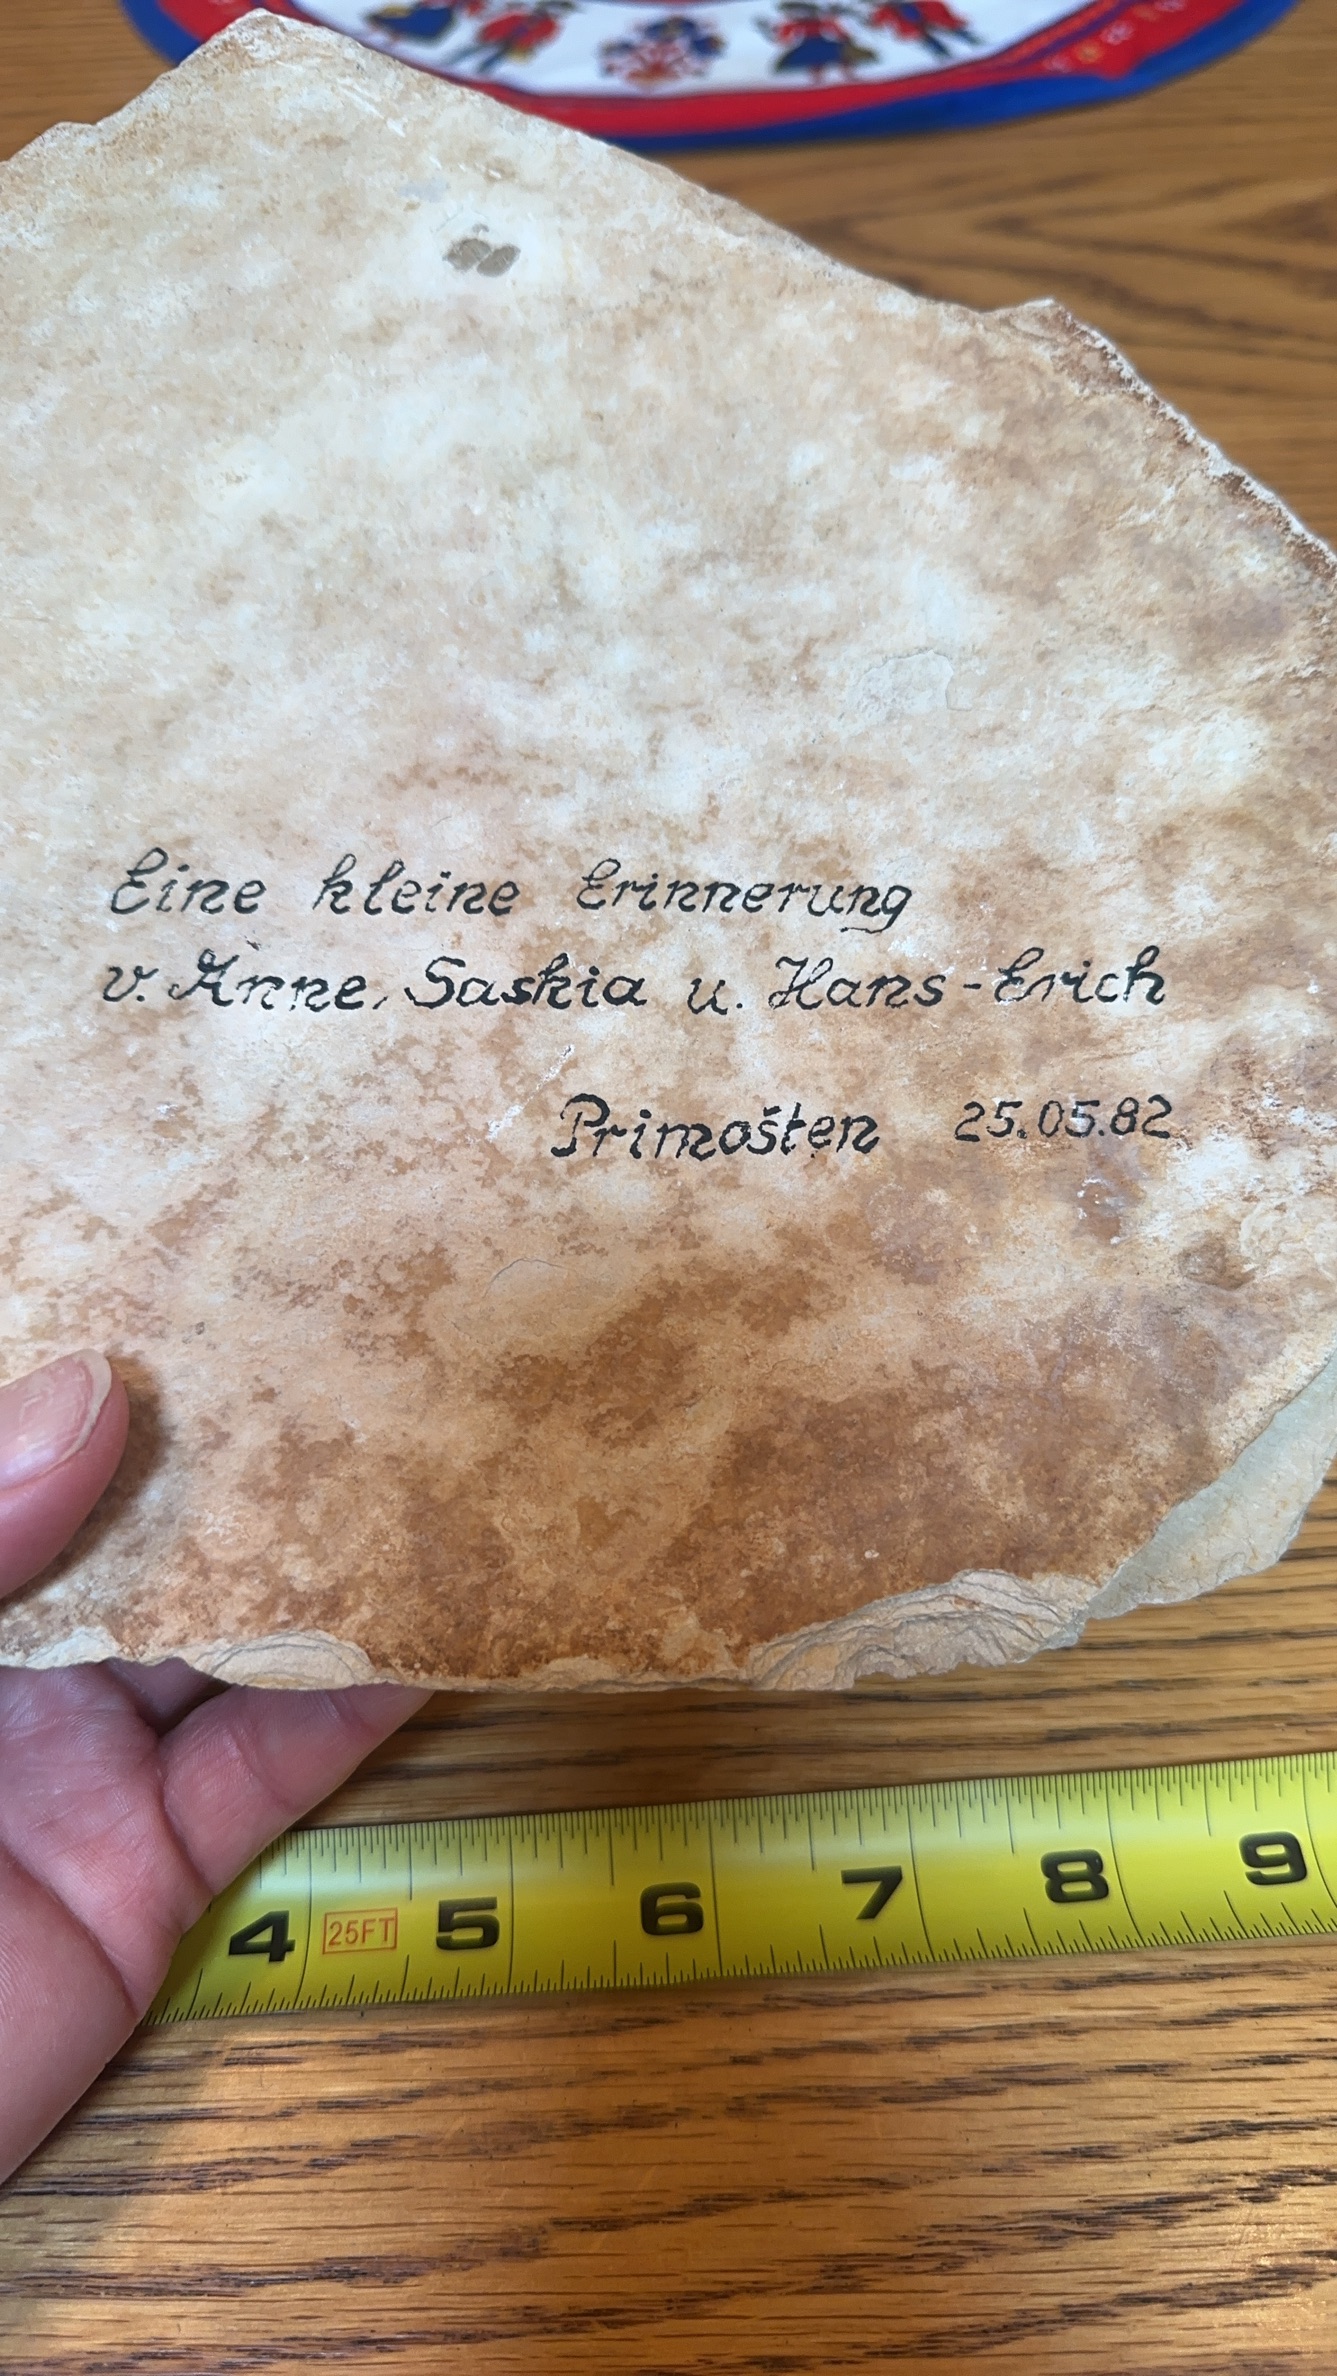 Eine kleine Erinnerung
v. Anne, Saskia u. Hans-Erich
Primošten 25.05.82
4 25FT 5 6 7 8 9